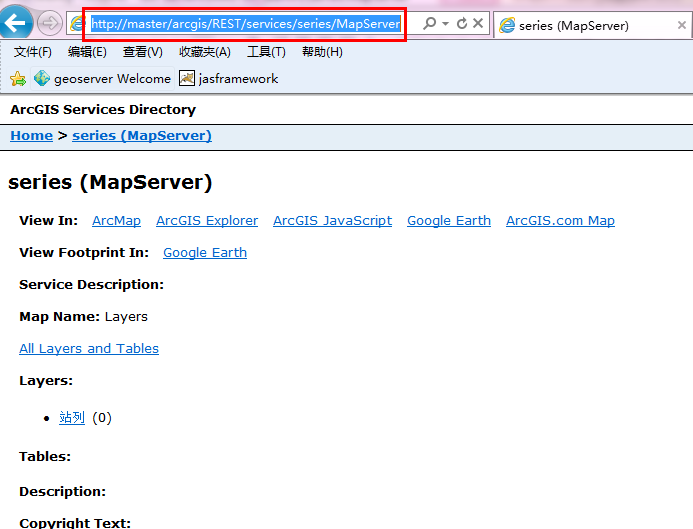 http://master/arcgis/REST/services/series/MapServer series (MapServer)
文件(F) 编辑(E) 查看(V) 收藏夹(A) 工具(T) 帮助(H)
geoserver Welcome jasframework
ArcGIS Services Directory
Home > series (MapServer)
series (MapServer)
View In: ArcMap ArcGIS Explorer ArcGIS JavaScript Google Earth ArcGIS.com Map
View Footprint In: Google Earth
Service Description:
Map Name: Layers
All Layers and Tables
Layers:
• 站列 (0)
Tables:
Description:
Copyright Text: